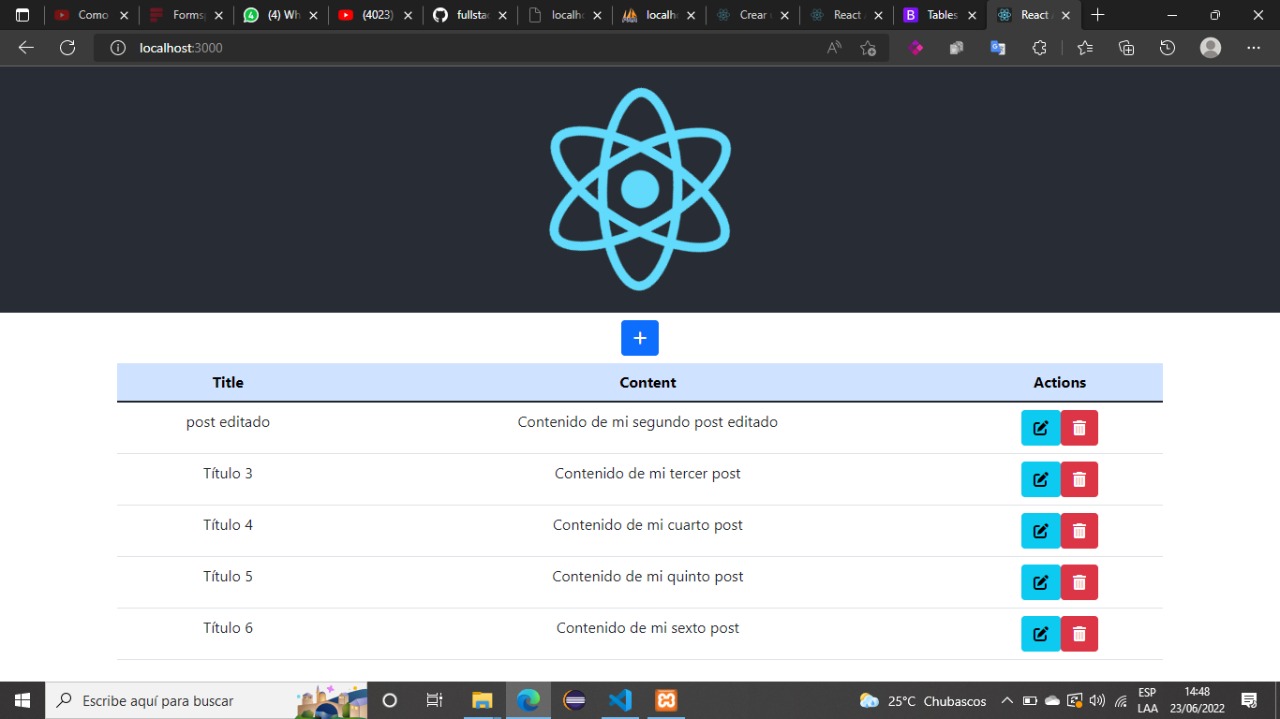 Como
Forms
(4) Wh
(4023)
fullsta
localh
localh
Crear
React
Tables
React
localhost:3000
Title Content Actions
post editado Contenido de mi segundo post editado
Título 3 Contenido de mi tercer post
Título 4 Contenido de mi cuarto post
Título 5 Contenido de mi quinto post
Título 6 Contenido de mi sexto post
Escribe aquí para buscar
25°C Chubascos
ESP
LAA
14:48
23/06/2022